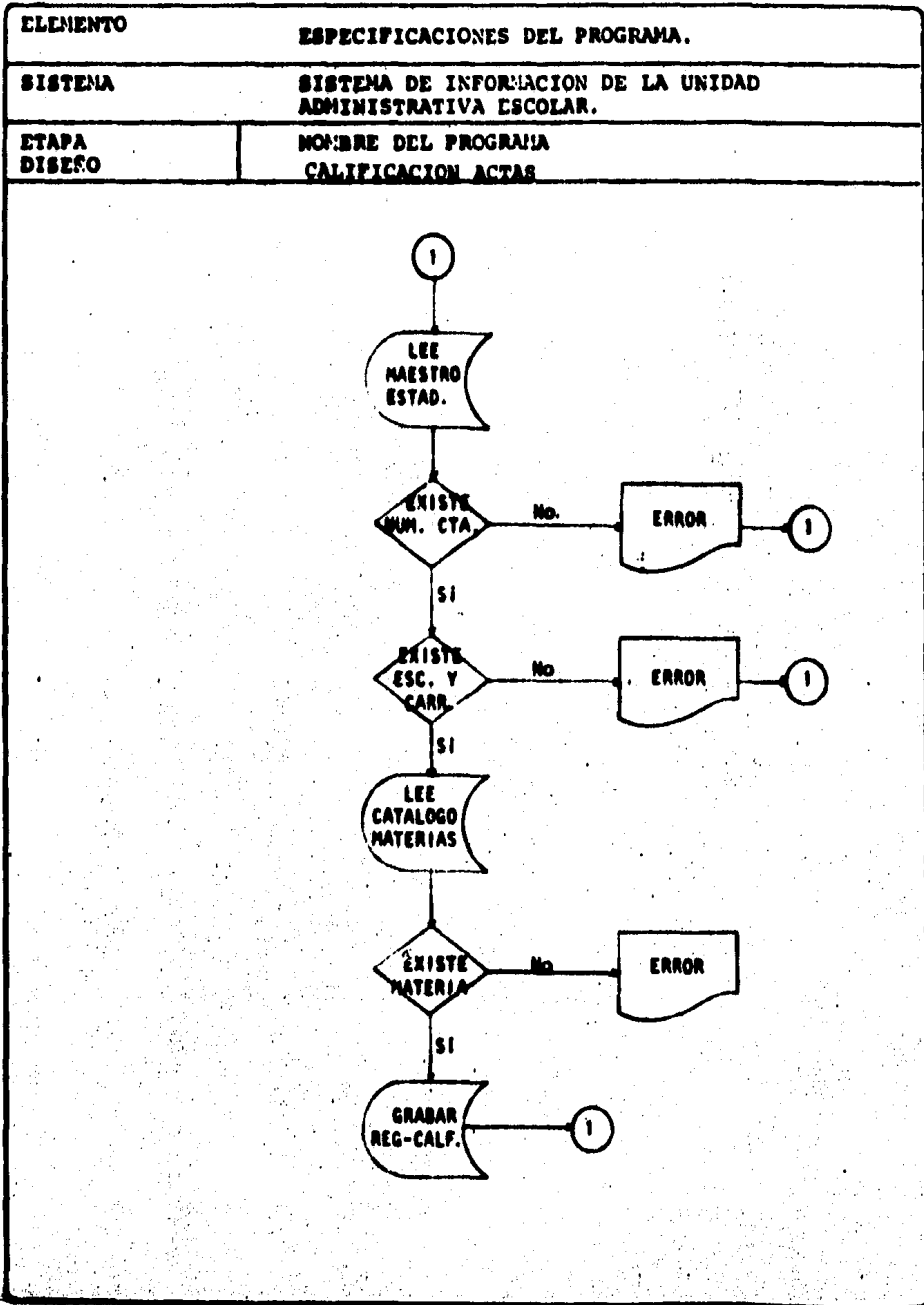 ELEMENTO
ESPECIFICACIONES DEL PROGRAMA.
SISTEMA
SISTEMA DE INFORMACION DE LA UNIDAD
ADMINISTRATIVA ESCOLAR.
ETAPA
DISEÑO
NOMBRE DEL PROGRAMA
CALIFICACION ACTAS
1
LEE
MAESTRO
ESTAD.
EXISTE
NUM. CTA.
No.
ERROR
1
SI
EXISTE
ESC. Y
CARR.
No
ERROR
1
SI
LEE
CATALOGO
MATERIAS
EXISTE
MATERIA
No
ERROR
SI
GRABAR
REG-CALF.
1